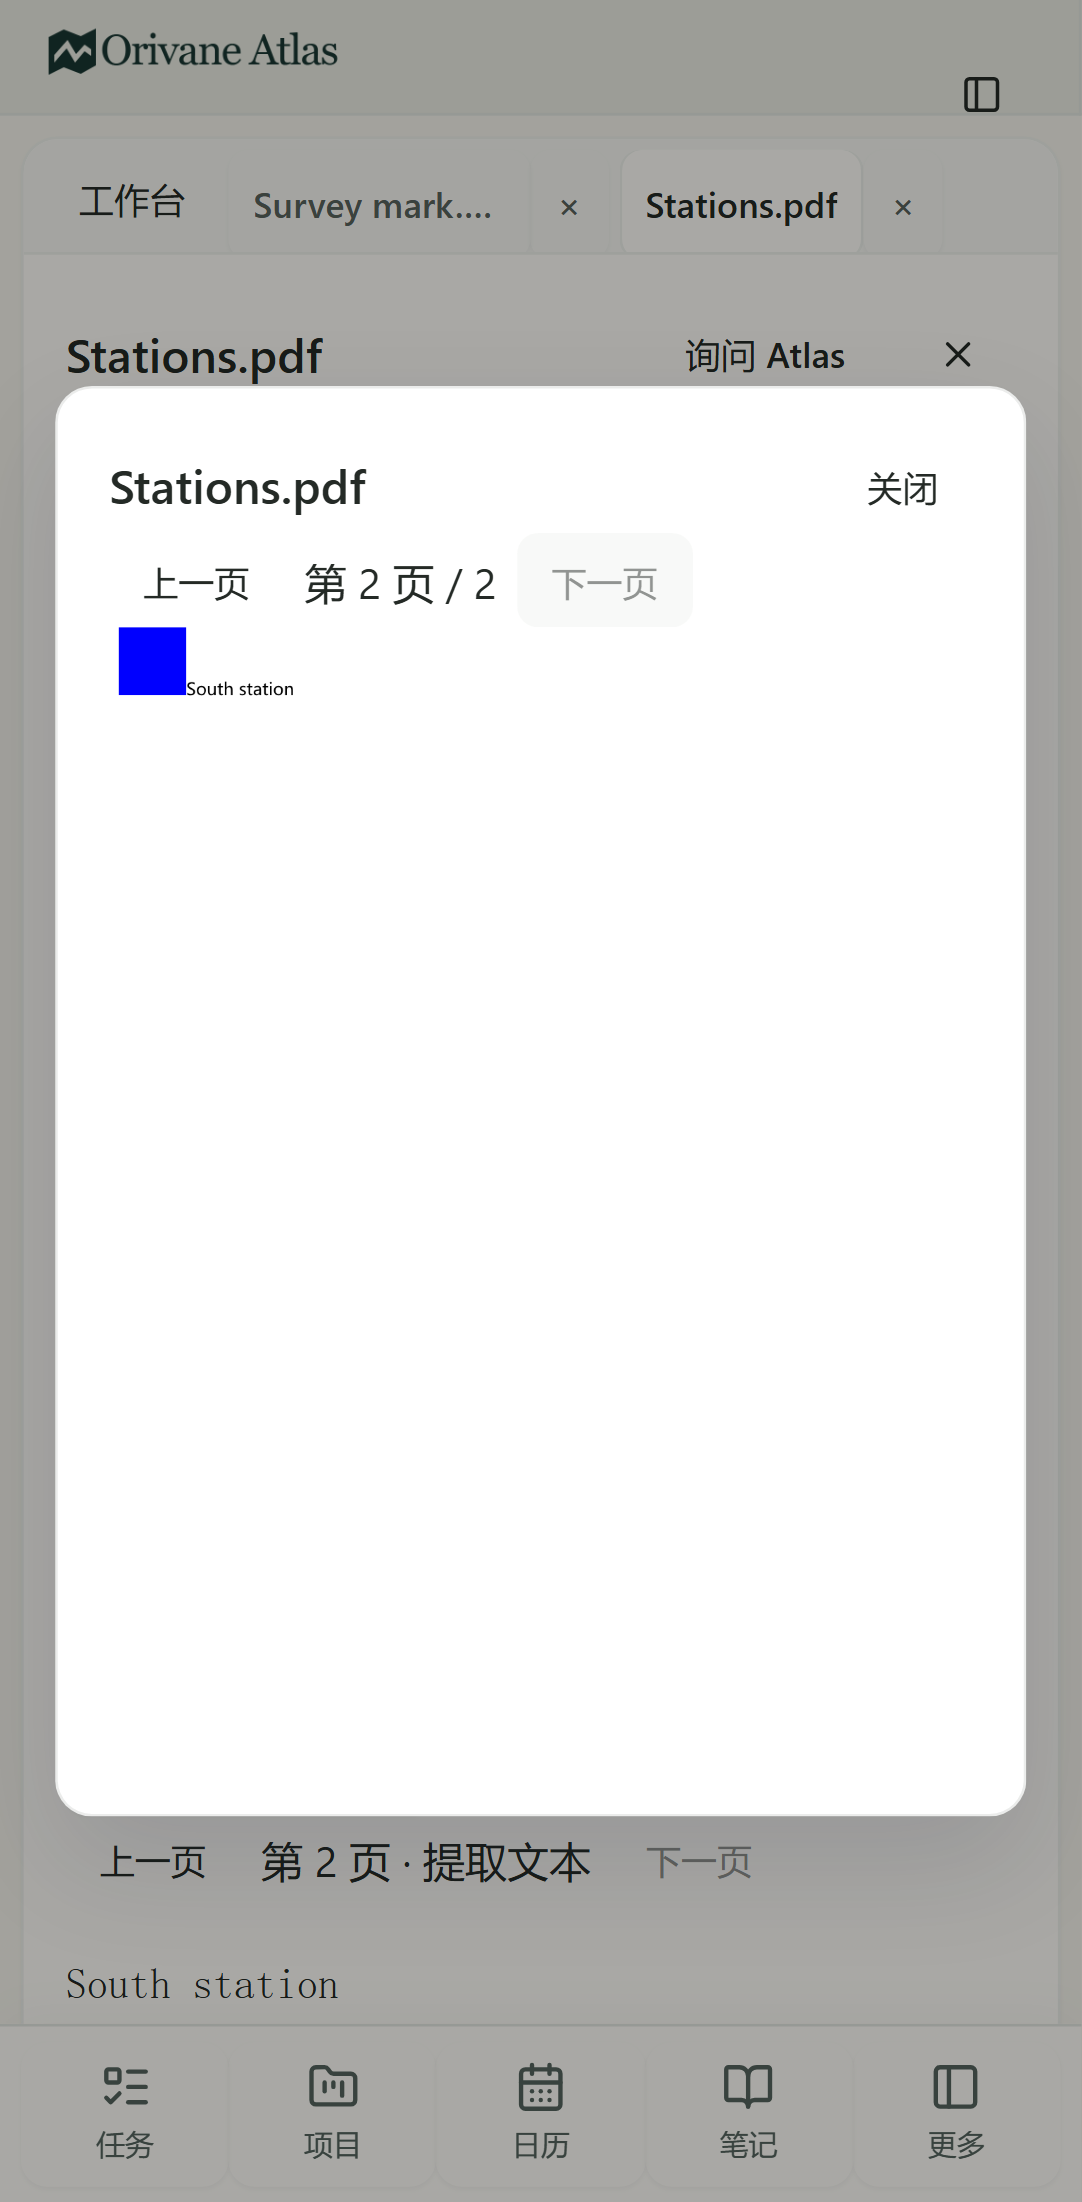 Orivane Atlas
工作台 Survey mark.... × Stations.pdf ×
Stations.pdf 询问 Atlas
Stations.pdf 关闭
上一页 第 2 页 / 2 下一页
South station
上一页 第 2 页 · 提取文本 下一页
South station
任务 项目 日历 笔记 更多